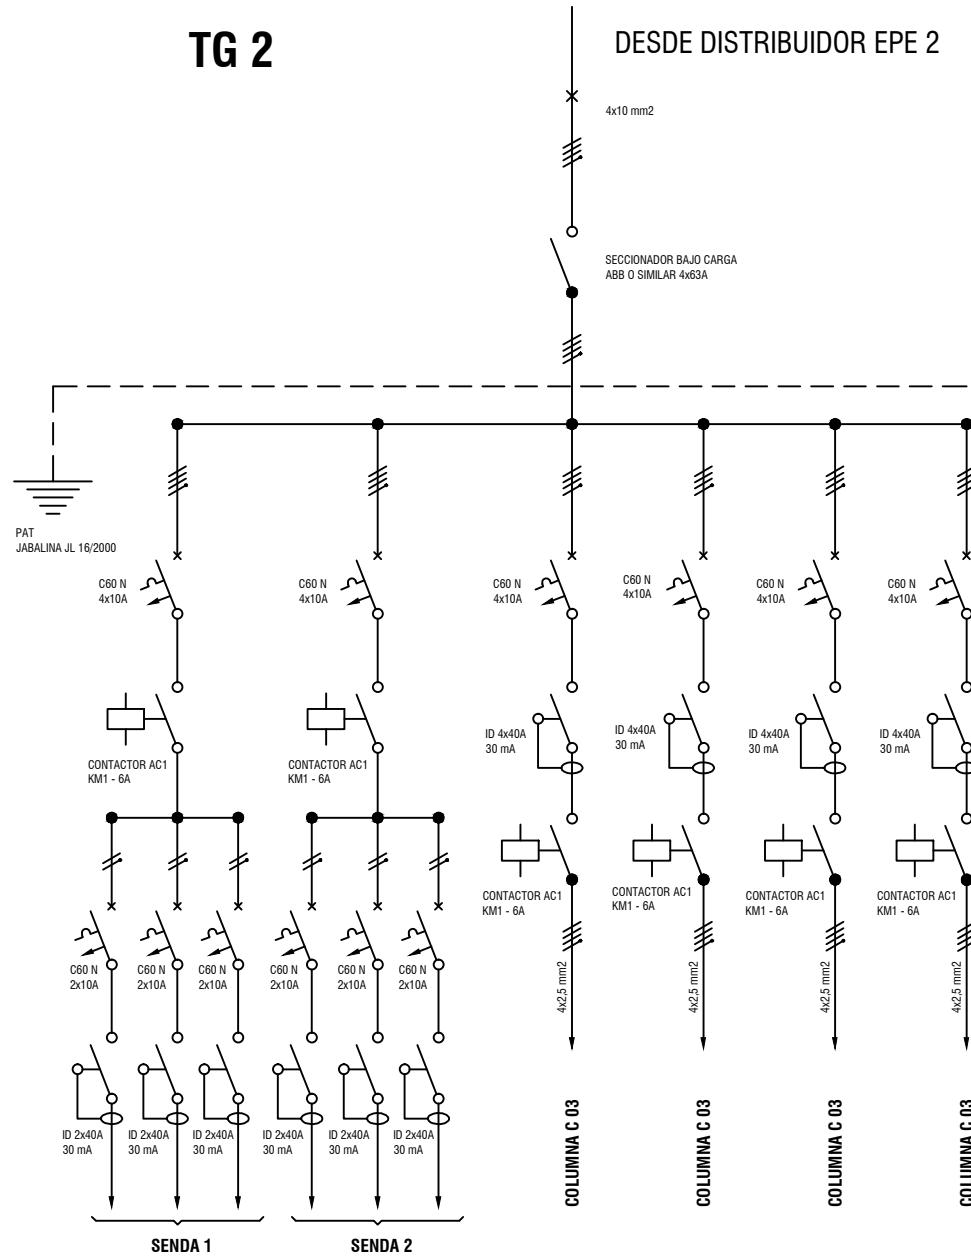 TG 2
DESDE DISTRIBUIDOR EPE 2
4x10 mm2
SECCIONADOR BAJO CARGA
ABB O SIMILAR 4x63A
PAT
JABALINA JL 16/2000
C60 N
4x10A
C60 N
4x10A
C60 N
4x10A
C60 N
4x10A
C60 N
4x10A
C60 N
4x10A
ID 4x40A
30 mA
ID 4x40A
30 mA
ID 4x40A
30 mA
ID 4x40A
30 mA
CONTACTOR AC1
KM1 - 6A
CONTACTOR AC1
KM1 - 6A
CONTACTOR AC1
KM1 - 6A
CONTACTOR AC1
KM1 - 6A
CONTACTOR AC1
KM1 - 6A
CONTACTOR AC1
KM1 - 6A
C60 N
2x10A
C60 N
2x10A
C60 N
2x10A
C60 N
2x10A
C60 N
2x10A
C60 N
2x10A
4x2,5 mm2
4x2,5 mm2
4x2,5 mm2
4x2,5 mm2
ID 2x40A
30 mA
ID 2x40A
30 mA
ID 2x40A
30 mA
ID 2x40A
30 mA
ID 2x40A
30 mA
ID 2x40A
30 mA
COLUMNA C 03
COLUMNA C 03
COLUMNA C 03
COLUMNA C 03
SENDA 1
SENDA 2